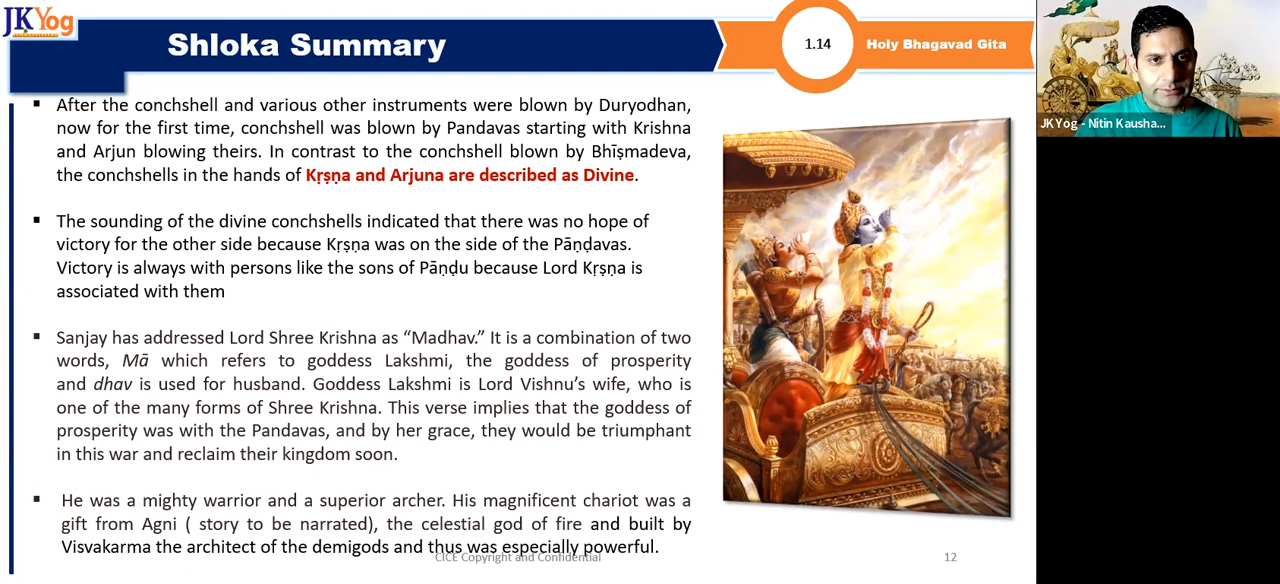 JKYog
Shloka Summary
1.14
Holy Bhagavad Gita
JKYog - Nitin Kausha...
▪ After the conchshell and various other instruments were blown by Duryodhan,
now for the first time, conchshell was blown by Pandavas starting with Krishna
and Arjun blowing theirs. In contrast to the conchshell blown by Bhīṣmadeva,
the conchshells in the hands of Kṛṣṇa and Arjuna are described as Divine.
▪ The sounding of the divine conchshells indicated that there was no hope of
victory for the other side because Kṛṣṇa was on the side of the Pāṇḍavas.
Victory is always with persons like the sons of Pāṇḍu because Lord Kṛṣṇa is
associated with them
▪ Sanjay has addressed Lord Shree Krishna as “Madhav.” It is a combination of two
words, Mā which refers to goddess Lakshmi, the goddess of prosperity
and dhav is used for husband. Goddess Lakshmi is Lord Vishnu’s wife, who is
one of the many forms of Shree Krishna. This verse implies that the goddess of
prosperity was with the Pandavas, and by her grace, they would be triumphant
in this war and reclaim their kingdom soon.
▪ He was a mighty warrior and a superior archer. His magnificent chariot was a
gift from Agni ( story to be narrated), the celestial god of fire and built by
Visvakarma the architect of the demigods and thus was especially powerful.
CICE Copyright and Confidential
12